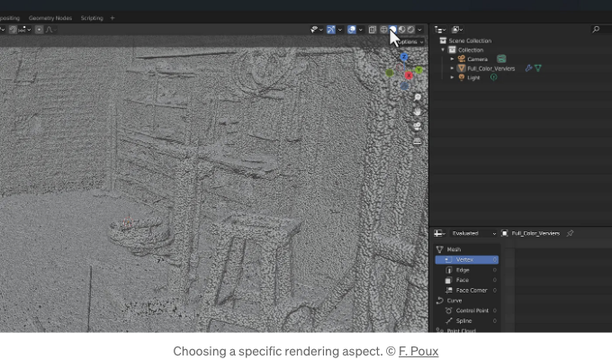 Geometry Nodes Scripting +
Options
Scene Collection
Collection
Camera
Full_Color_Verviers
Light
Evaluated Full_Color_Verviers
Mesh
Vertex
Edge
Face
Face Corner
Curve
Control Point
Spline
Point Cloud
Choosing a specific rendering aspect. © F. Poux